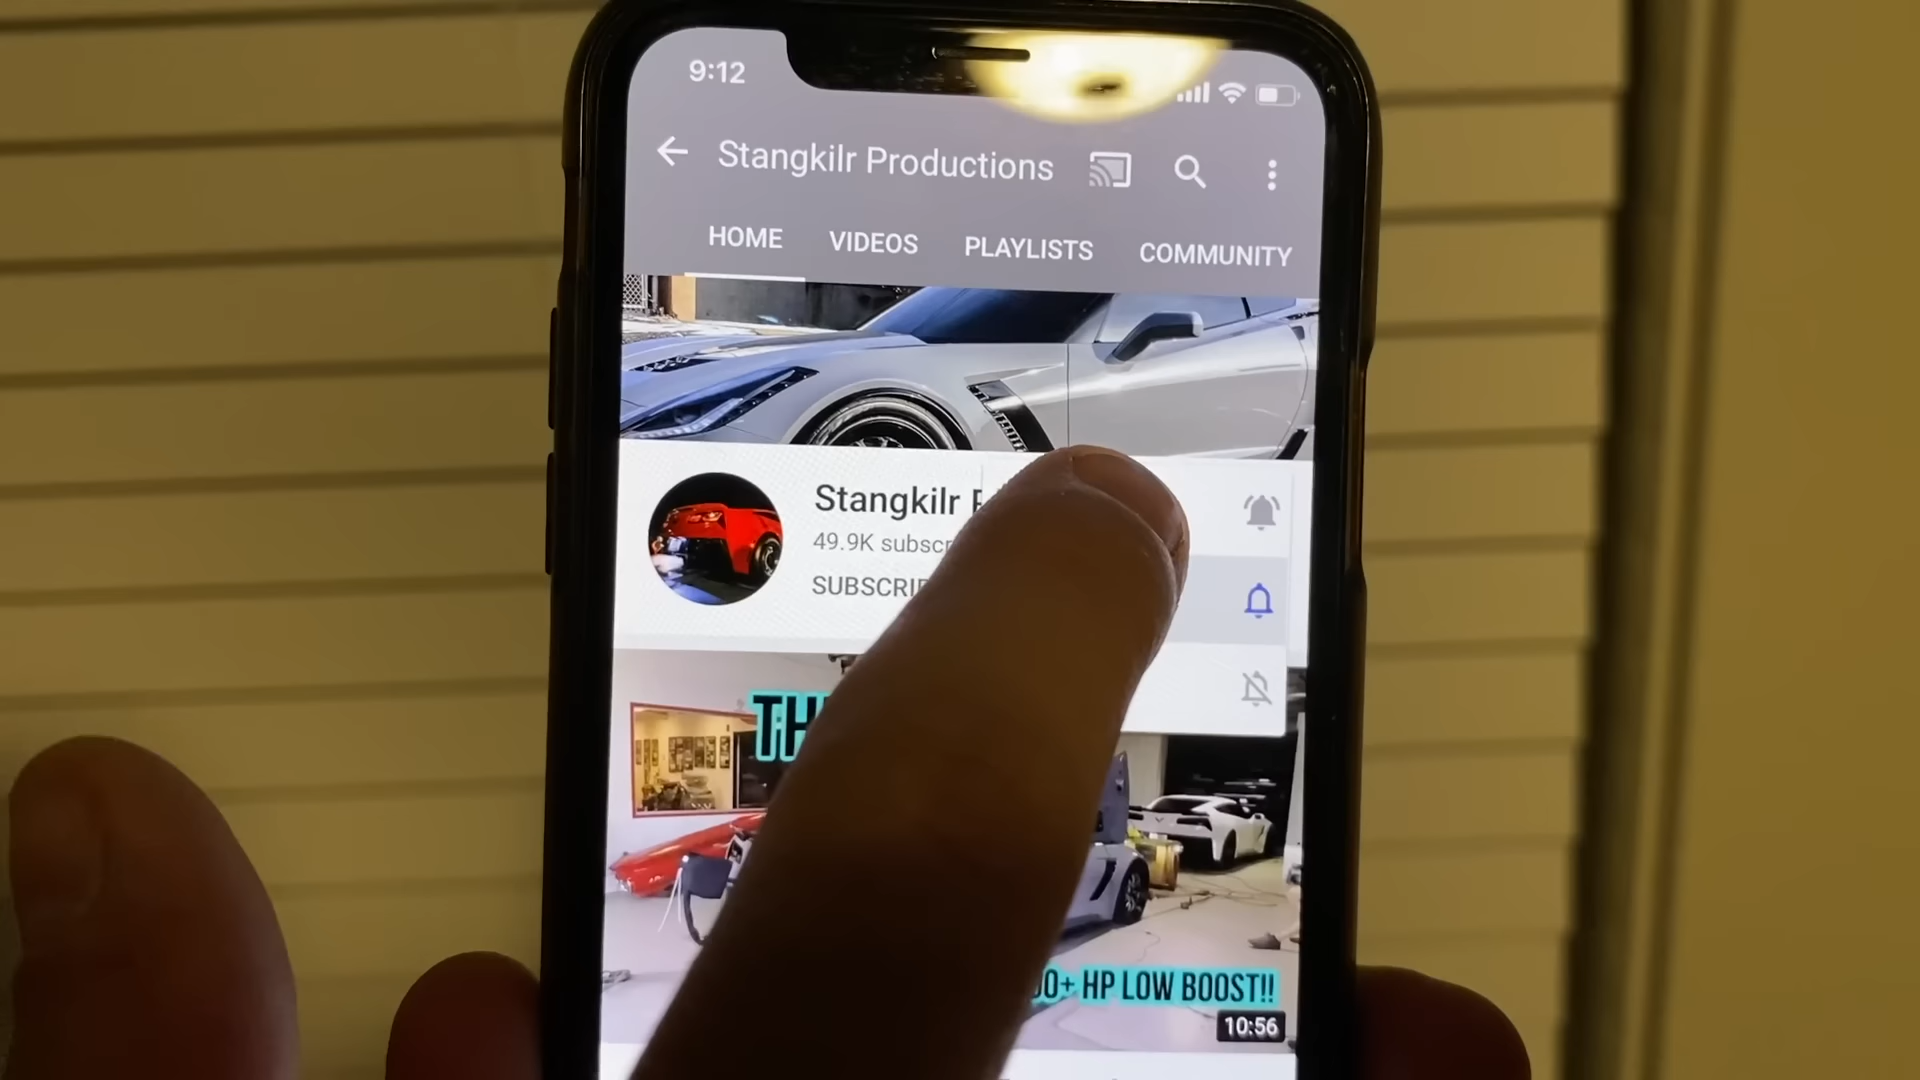 9:12
Stangkilr Productions
HOME VIDEOS PLAYLISTS COMMUNITY
Stangkilr
49.9K
HP LOW BOOST!!
10:56